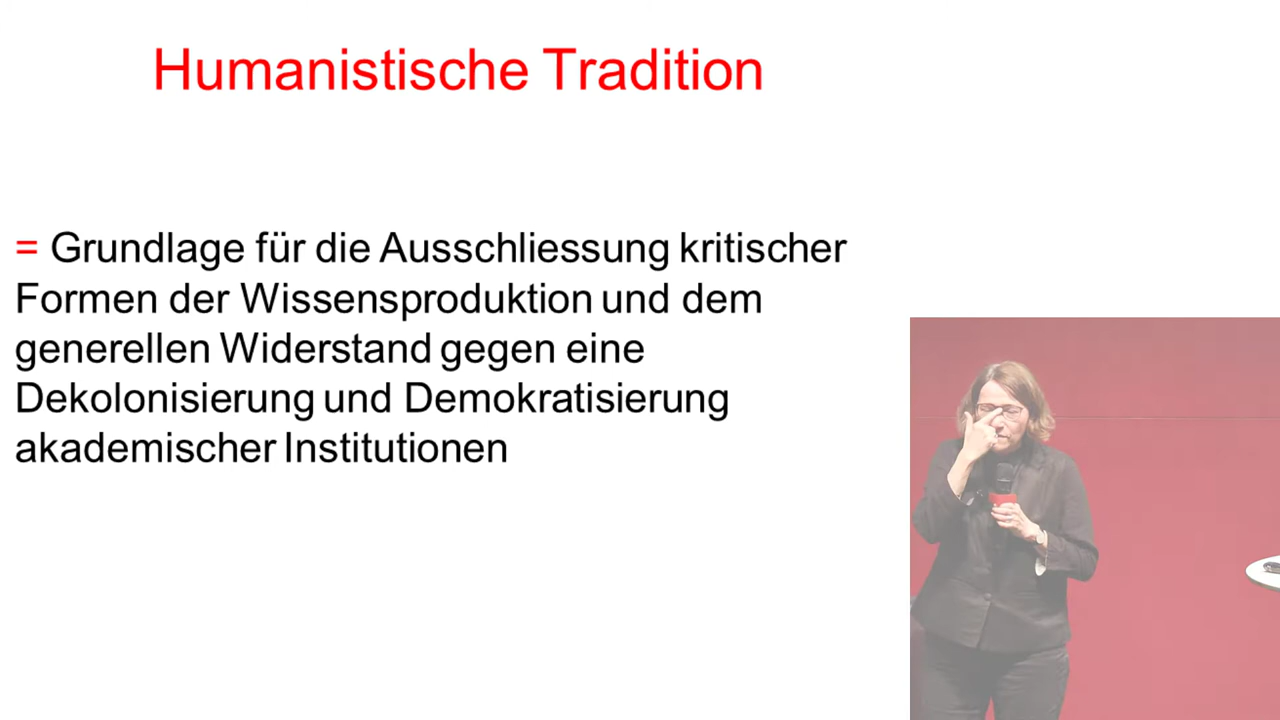 Humanistische Tradition
= Grundlage für die Ausschliessung kritischer
Formen der Wissensproduktion und dem
generellen Widerstand gegen eine
Dekolonisierung und Demokratisierung
akademischer Institutionen